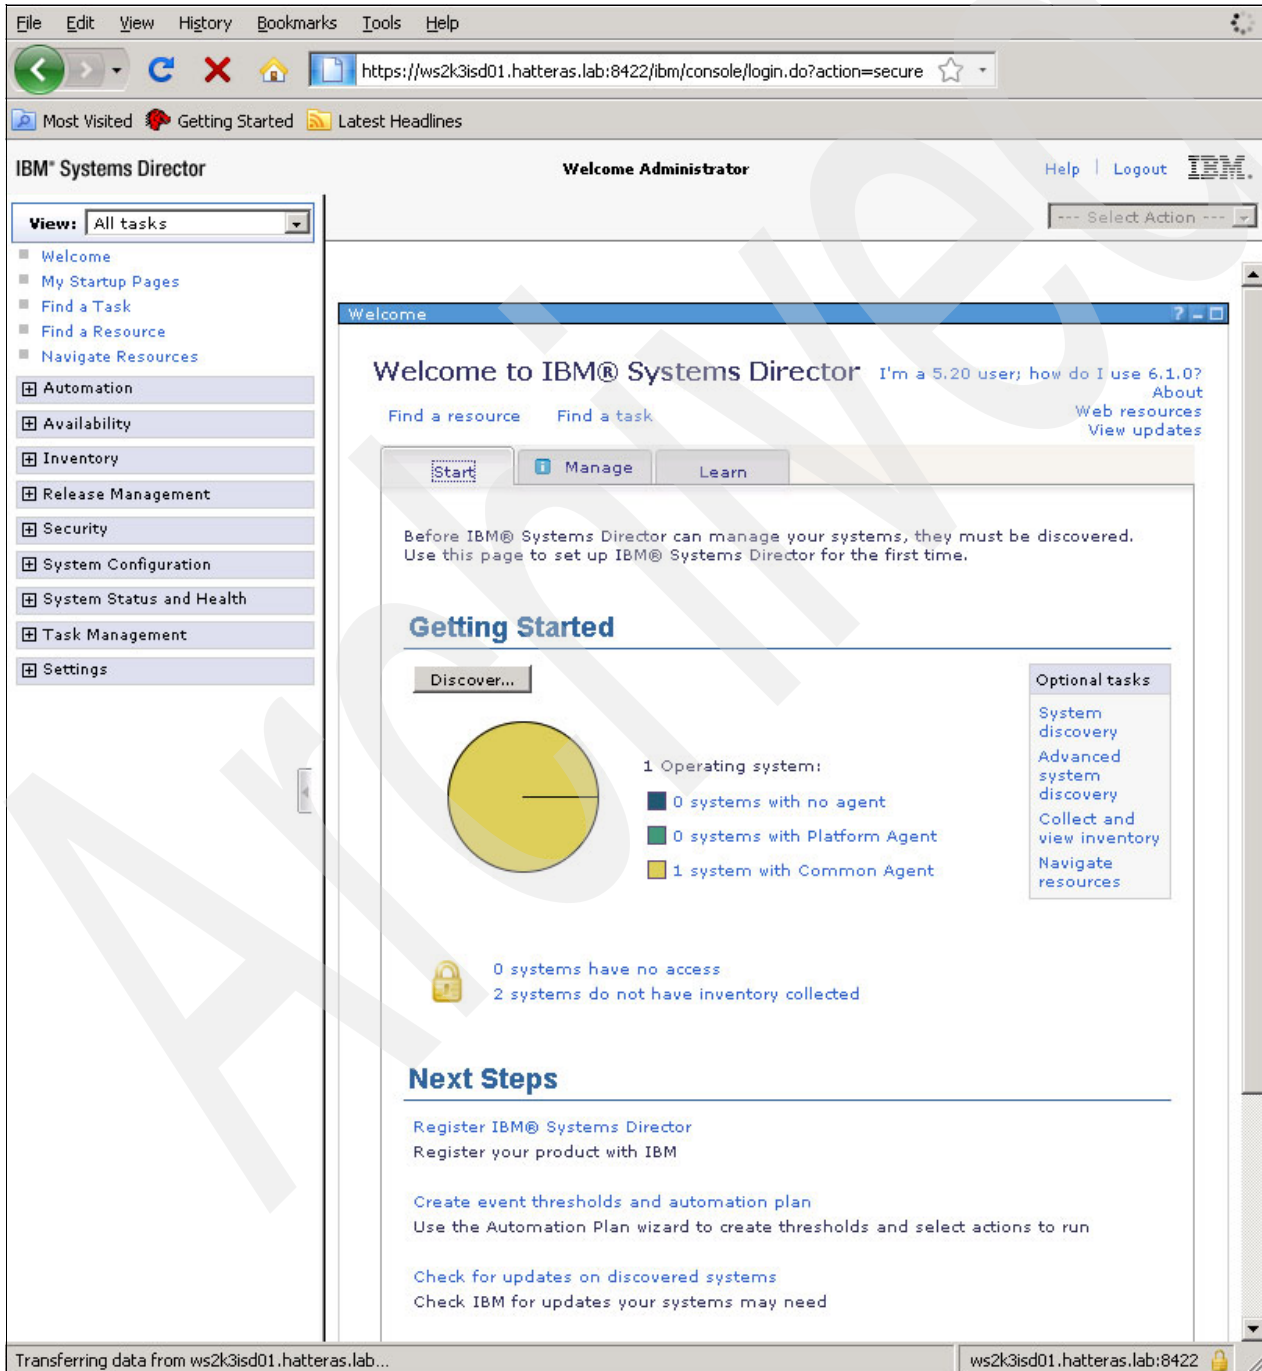 File Edit View History Bookmarks Tools Help
https://ws2k3isd01.hatteras.lab:8422/ibm/console/login.do?action=secure
Most Visited Getting Started Latest Headlines
IBM® Systems Director Welcome Administrator Help | Logout IBM.
View: All tasks
--- Select Action ---
Welcome
My Startup Pages
Find a Task
Find a Resource
Navigate Resources
Automation
Availability
Inventory
Release Management
Security
System Configuration
System Status and Health
Task Management
Settings
Welcome ?
Welcome to IBM® Systems Director
I'm a 5.20 user; how do I use 6.1.0?
About
Web resources
View updates
Find a resource Find a task
Start Manage Learn
Before IBM® Systems Director can manage your systems, they must be discovered.
Use this page to set up IBM® Systems Director for the first time.
Getting Started
Discover...
1 Operating system:
0 systems with no agent
0 systems with Platform Agent
1 system with Common Agent
Optional tasks
System
discovery
Advanced
system
discovery
Collect and
view inventory
Navigate
resources
0 systems have no access
2 systems do not have inventory collected
Next Steps
Register IBM® Systems Director
Register your product with IBM
Create event thresholds and automation plan
Use the Automation Plan wizard to create thresholds and select actions to run
Check for updates on discovered systems
Check IBM for updates your systems may need
Transferring data from ws2k3isd01.hatteras.lab... ws2k3isd01.hatteras.lab:8422
Archived